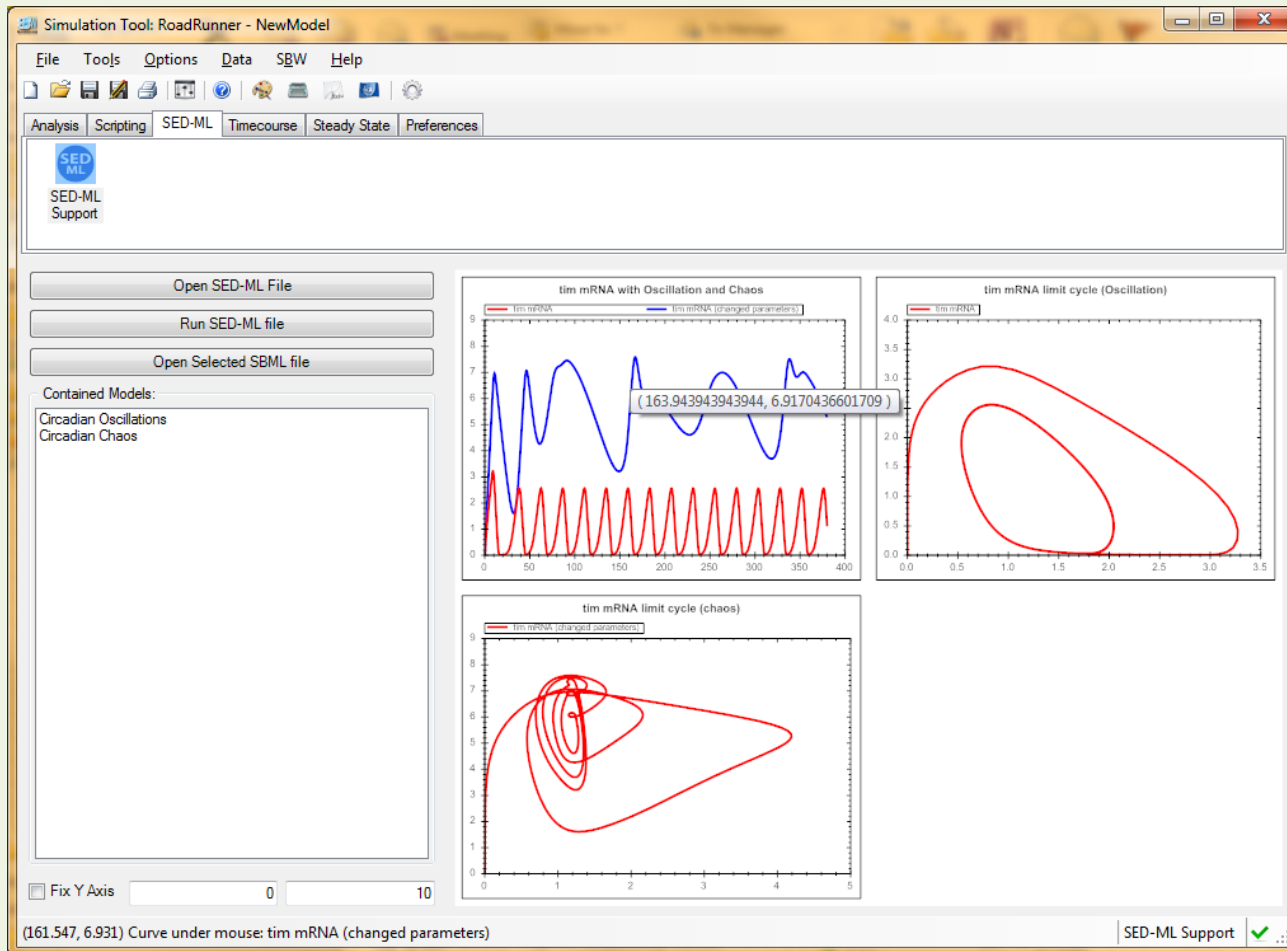 Simulation Tool: RoadRunner - NewModel
File Tools Options Data SBW Help
Analysis Scripting SED-ML Timecourse Steady State Preferences
SED
ML
SED-ML
Support
Open SED-ML File
Run SED-ML file
Open Selected SBML file
Contained Models:
Circadian Oscillations
Circadian Chaos
Fix Y Axis 0 10
tim mRNA with Oscillation and Chaos
tim mRNA tim mRNA (changed parameters)
9
8
7
6
5
4
3
2
1
0
0 50 100 150 200 250 300 350 400
(163.943943943944, 6.9170436601709 )
tim mRNA limit cycle (Oscillation)
tim mRNA
4.0
3.5
3.0
2.0
1.5
1.0
0.5
0.0
0.0 0.5 1.0 1.5 2.0 2.5 3.0 3.5
tim mRNA limit cycle (chaos)
tim mRNA (changed parameters)
9
8
7
6
5
4
3
2
1
0
0 1 2 3 4 5
(161.547, 6.931) Curve under mouse: tim mRNA (changed parameters) SED-ML Support